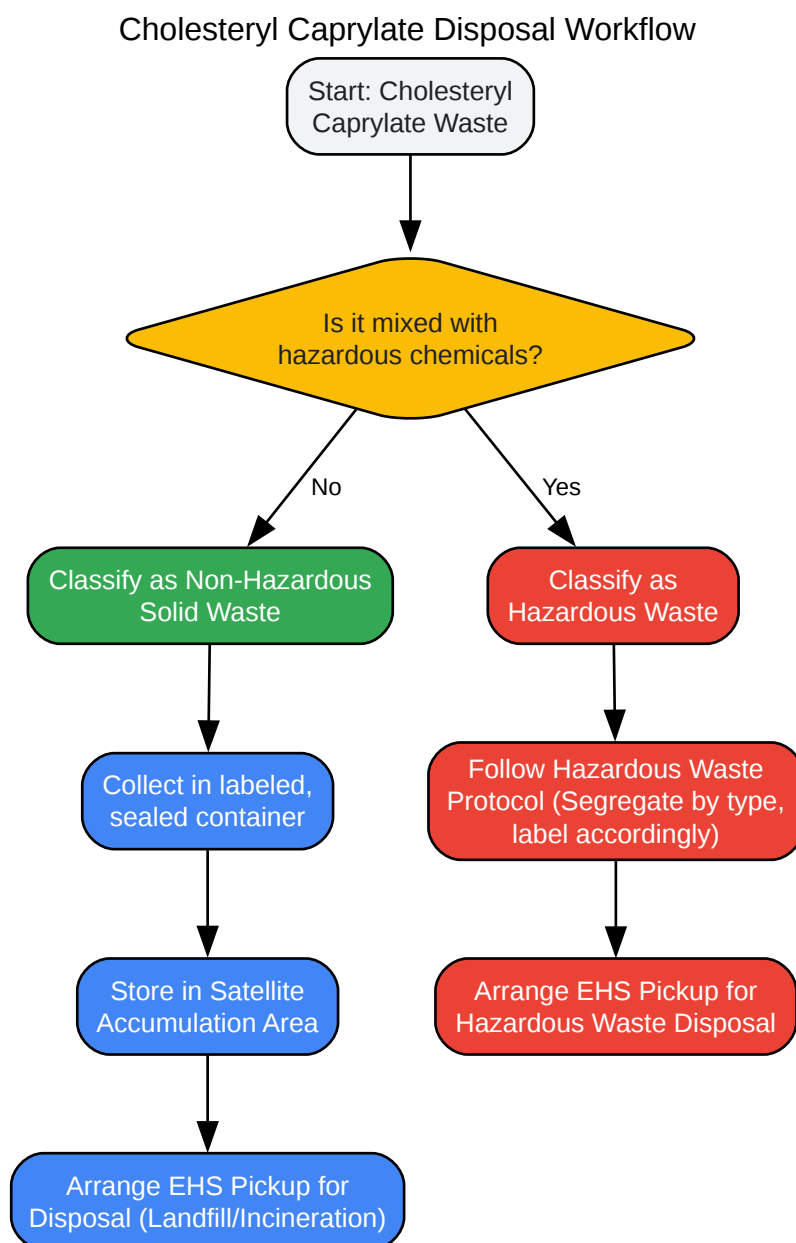 Cholesteryl Caprylate Disposal Workflow
Start: Cholesteryl
Caprylate Waste
Is it mixed with
hazardous chemicals?
No
Yes
Classify as Non-Hazardous
Solid Waste
Classify as
Hazardous Waste
Collect in labeled,
sealed container
Follow Hazardous Waste
Protocol (Segregate by type,
label accordingly)
Store in Satellite
Accumulation Area
Arrange EHS Pickup for
Hazardous Waste Disposal
Arrange EHS Pickup for
Disposal (Landfill/Incineration)